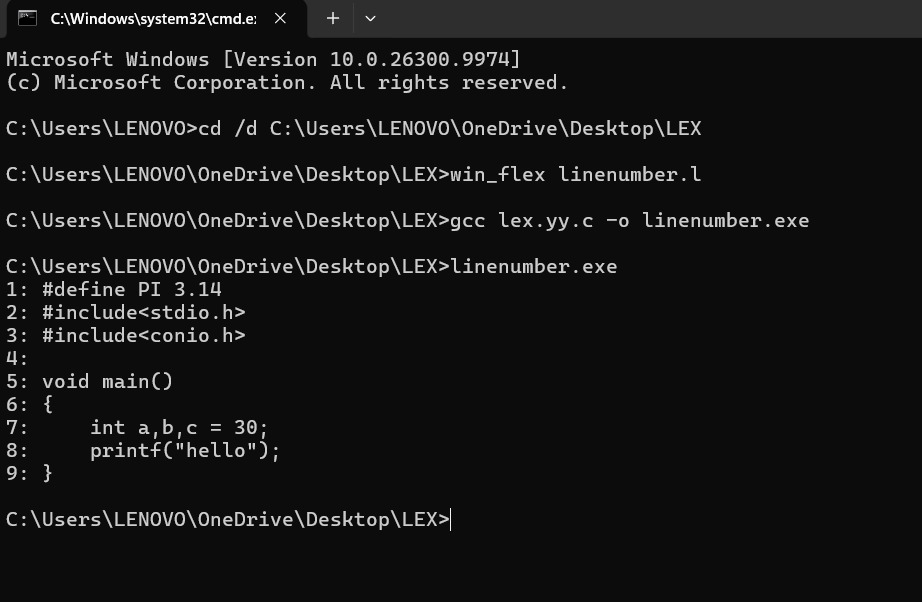 C:\Windows\system32\cmd.e:
Microsoft Windows [Version 10.0.26300.9974]
(c) Microsoft Corporation. All rights reserved.
C:\Users\LENOVO>cd /d C:\Users\LENOVO\OneDrive\Desktop\LEX
C:\Users\LENOVO\OneDrive\Desktop\LEX>win_flex linenumber.l
C:\Users\LENOVO\OneDrive\Desktop\LEX>gcc lex.yy.c -o linenumber.exe
C:\Users\LENOVO\OneDrive\Desktop\LEX>linenumber.exe
1: #define PI 3.14
2: #include<stdio.h>
3: #include<conio.h>
4:
5: void main()
6: {
7:     int a,b,c = 30;
8:     printf("hello");
9: }
C:\Users\LENOVO\OneDrive\Desktop\LEX>